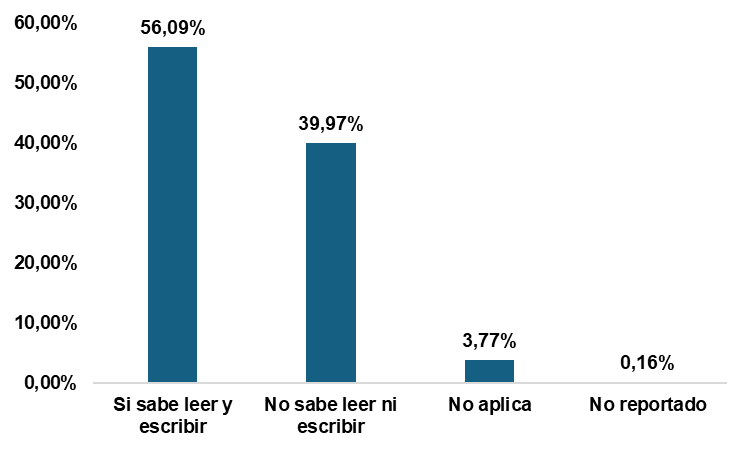 60,00%
56,09%
50,00%
39,97%
40,00%
30,00%
20,00%
10,00%
3,77%
0,16%
0,00%
Si sabe leer y
escribir
No sabe leer ni
escribir
No aplica
No reportado